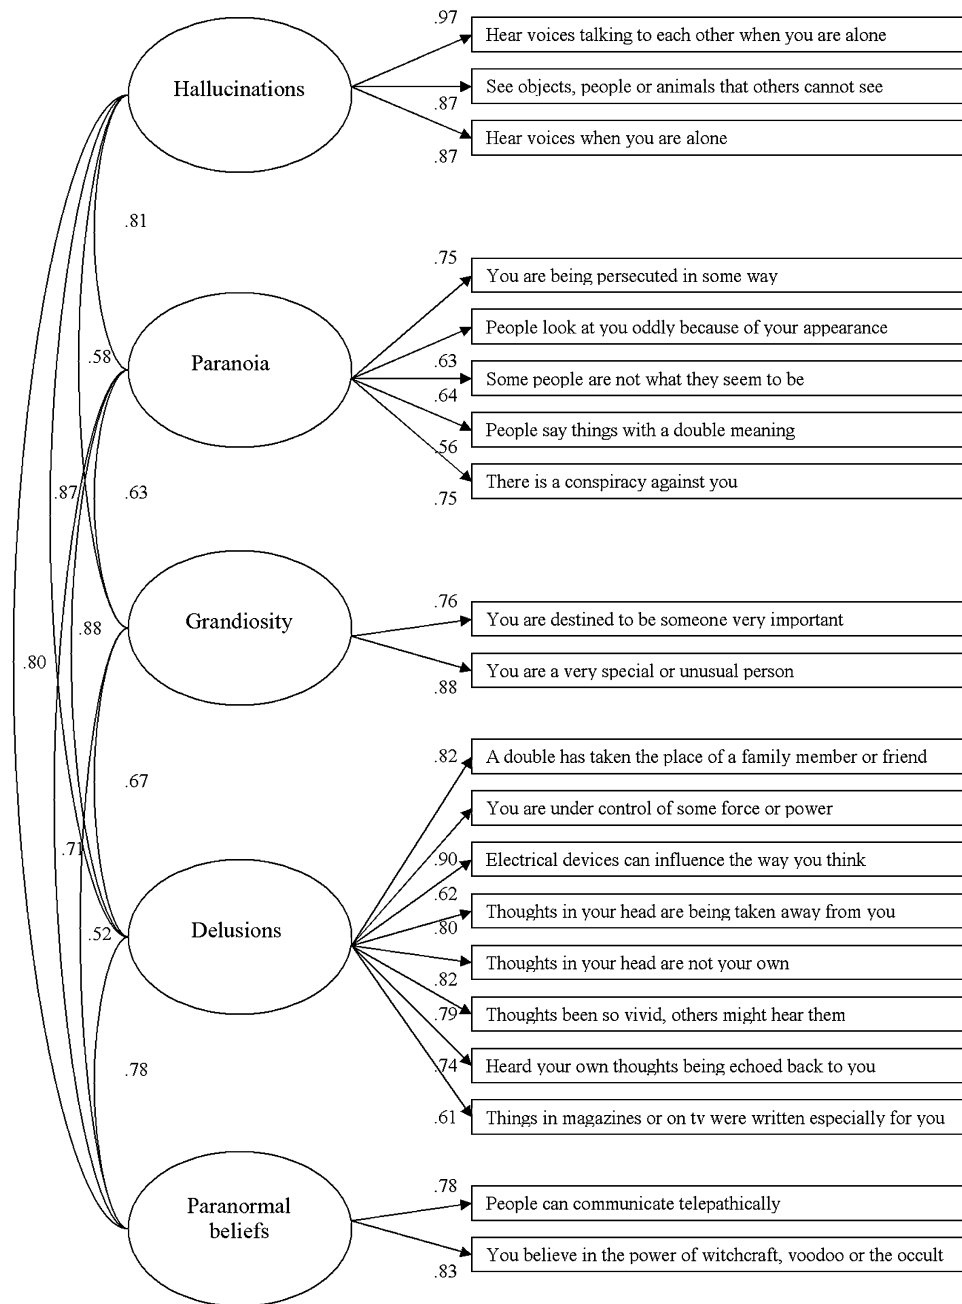 .97
Hear voices talking to each other when you are alone
Hallucinations
See objects, people or animals that others cannot see
.87
Hear voices when you are alone
.87
.81
.75
You are being persecuted in some way
People look at you oddly because of your appearance
.58
Paranoia
.63
Some people are not what they seem to be
.64
People say things with a double meaning
.56
There is a conspiracy against you
.87
.63
.75
.76
You are destined to be someone very important
Grandiosity
.88
.80
You are a very special or unusual person
.88
.82
A double has taken the place of a family member or friend
.67
You are under control of some force or power
.71
.90
Electrical devices can influence the way you think
.62
Thoughts in your head are being taken away from you
.52
Delusions
.80
Thoughts in your head are not your own
.82
Thoughts been so vivid, others might hear them
.79
.78
.74
Heard your own thoughts being echoed back to you
.61
Things in magazines or on tv were written especially for you
.78
People can communicate telepathically
Paranormal
beliefs
You believe in the power of witchcraft, voodoo or the occult
.83